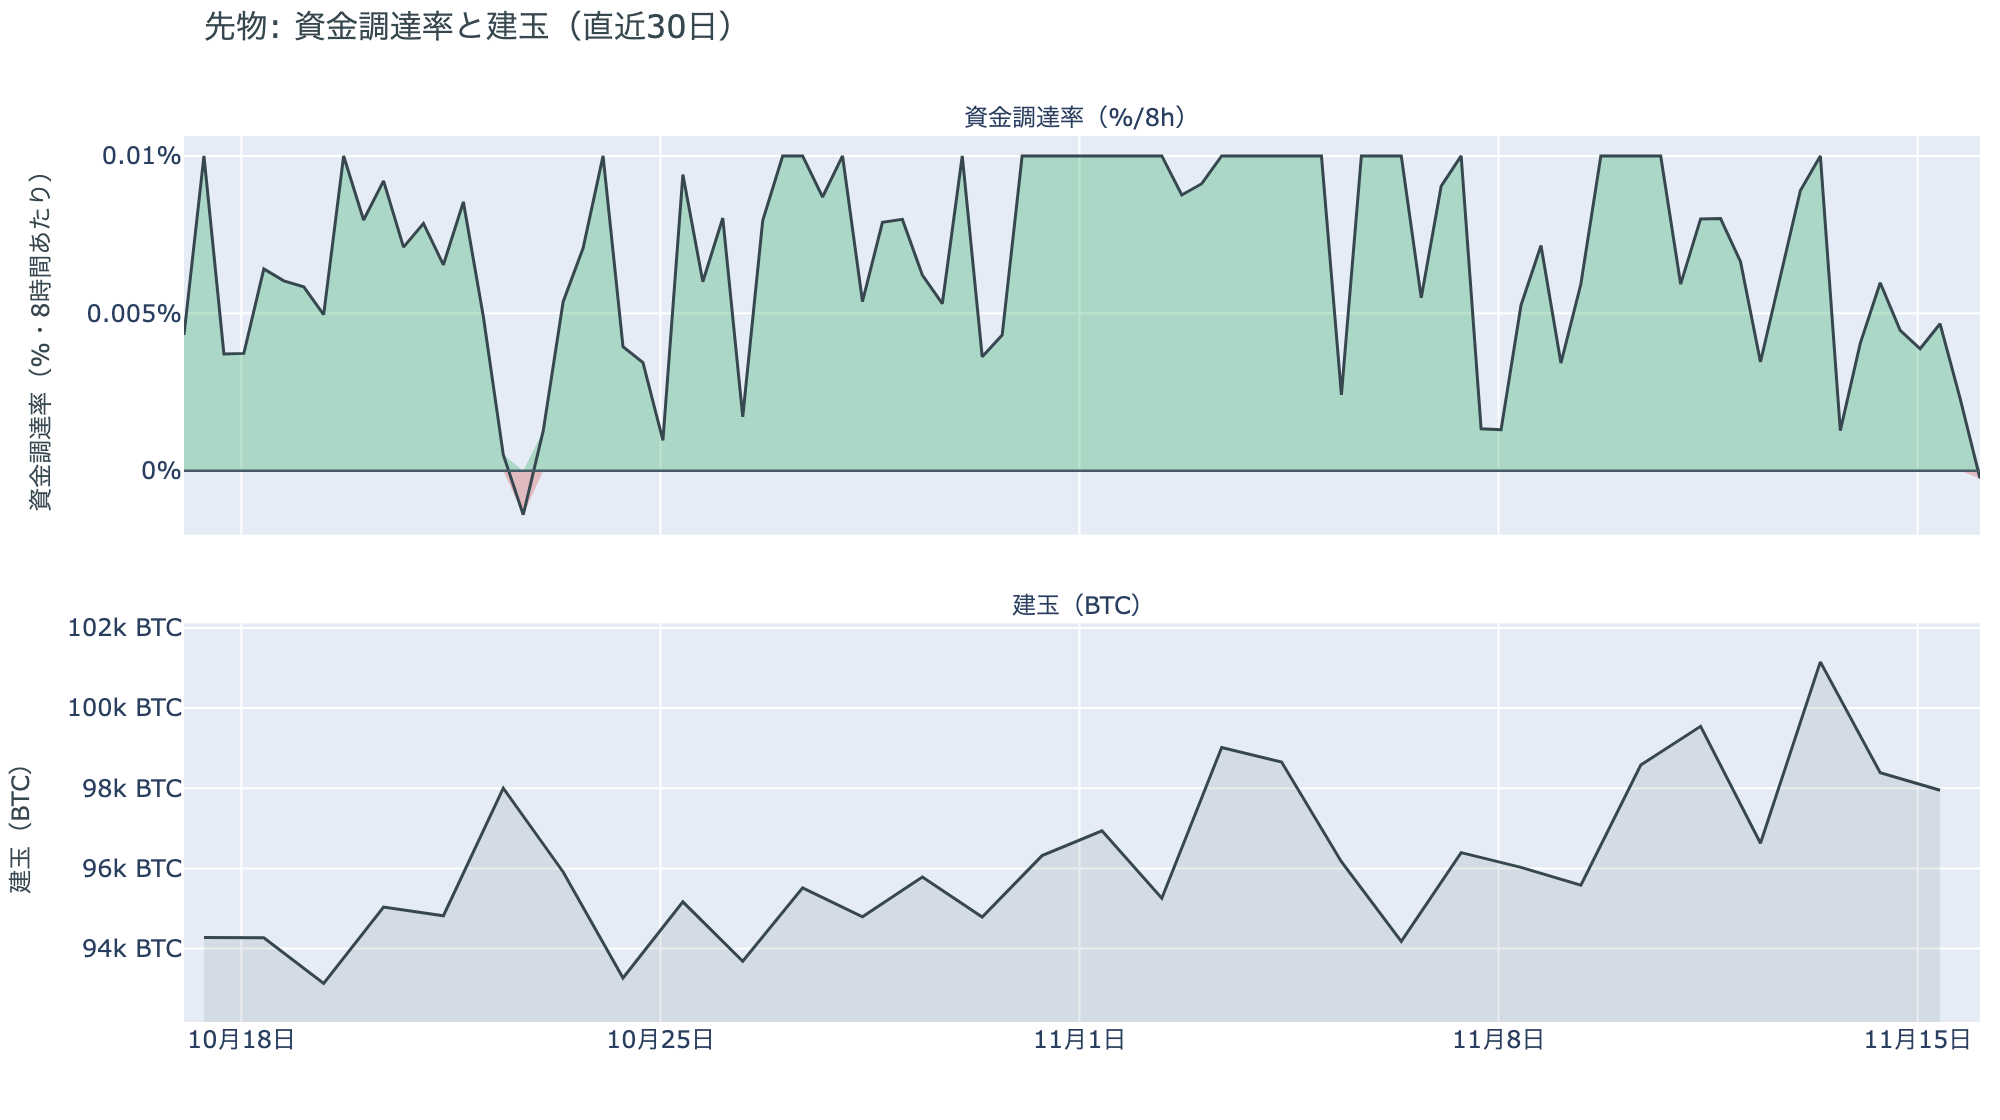 先物: 資金調達率と建玉（直近30日）
資金調達率（%/8h）
資金調達率（%・8時間あたり）
0.01%
0.005%
0%
建玉（BTC）
建玉（BTC）
102k BTC
100k BTC
98k BTC
96k BTC
94k BTC
10月18日
10月25日
11月1日
11月8日
11月15日